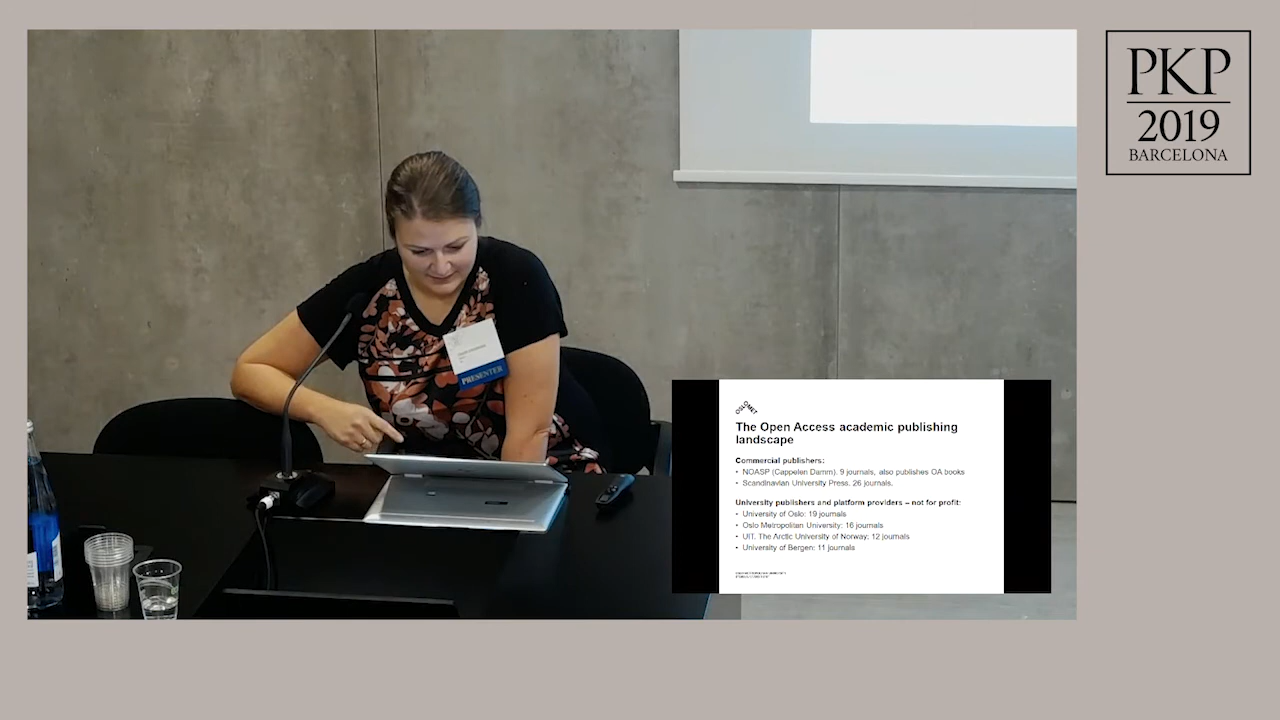 PKP
2019
BARCELONA
PRESENTER
OSLOMET
The Open Access academic publishing
landscape
Commercial publishers:
• NOASP (Cappelen Damm). 9 journals, also publishes OA books
• Scandinavian University Press. 26 journals.
University publishers and platform providers – not for profit:
• University of Oslo: 19 journals
• Oslo Metropolitan University: 16 journals
• UIT. The Arctic University of Norway: 12 journals
• University of Bergen: 11 journals